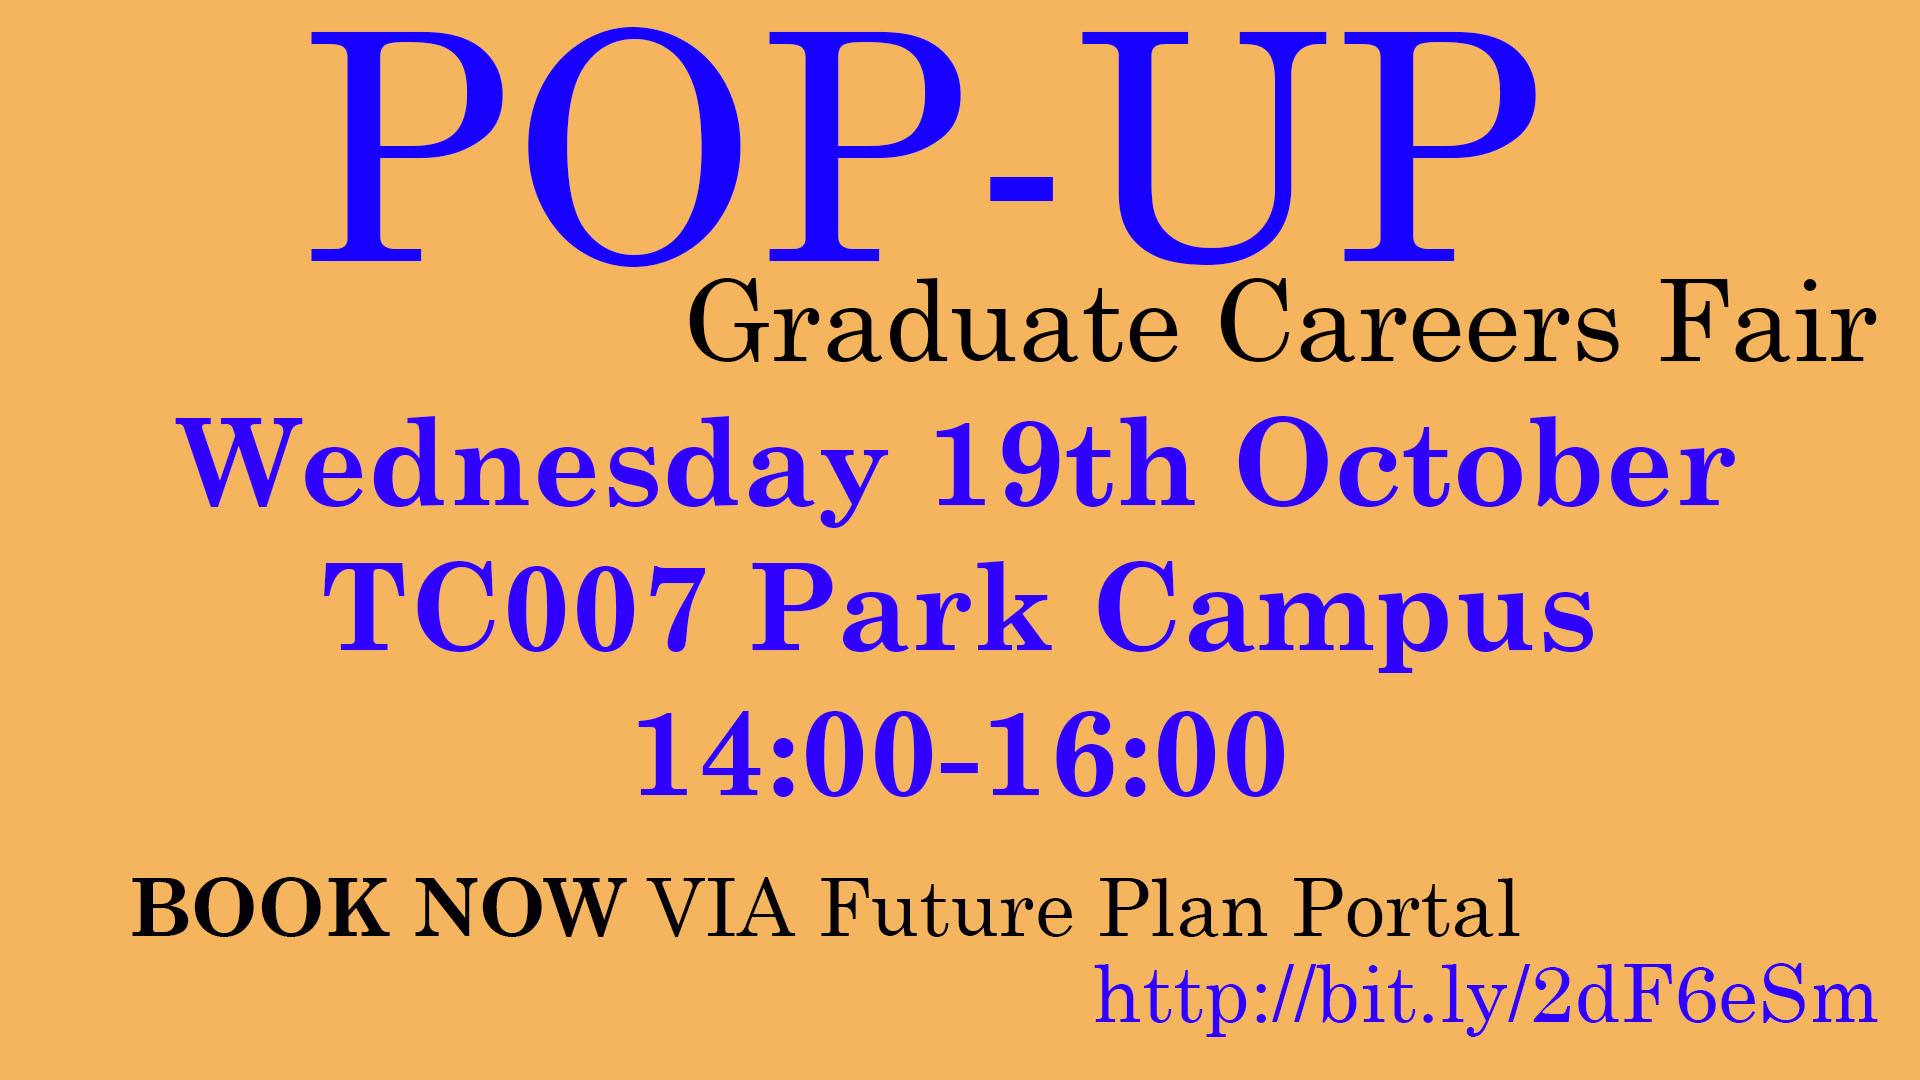 POP-UP
Graduate Careers Fair
Wednesday 19th October
TC007 Park Campus
14:00-16:00
BOOK NOW VIA Future Plan Portal
http://bit.ly/2dF6eSm